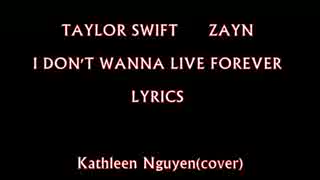 TAYLOR SWIFT ZAYN
I DON'T WANNA LIVE FOREVER
LYRICS
Kathleen Nguyen(cover)